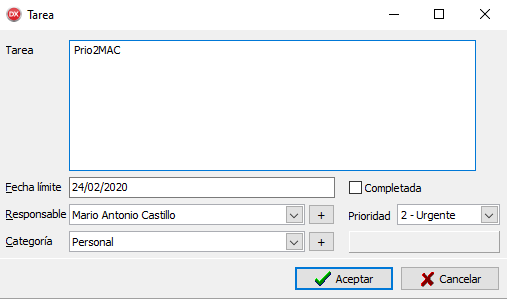 DX Tarea
Tarea Prio2MAC
Fecha límite 24/02/2020 Completada
Responsable Mario Antonio Castillo + Prioridad 2 - Urgente
Categoría Personal +
Aceptar Cancelar